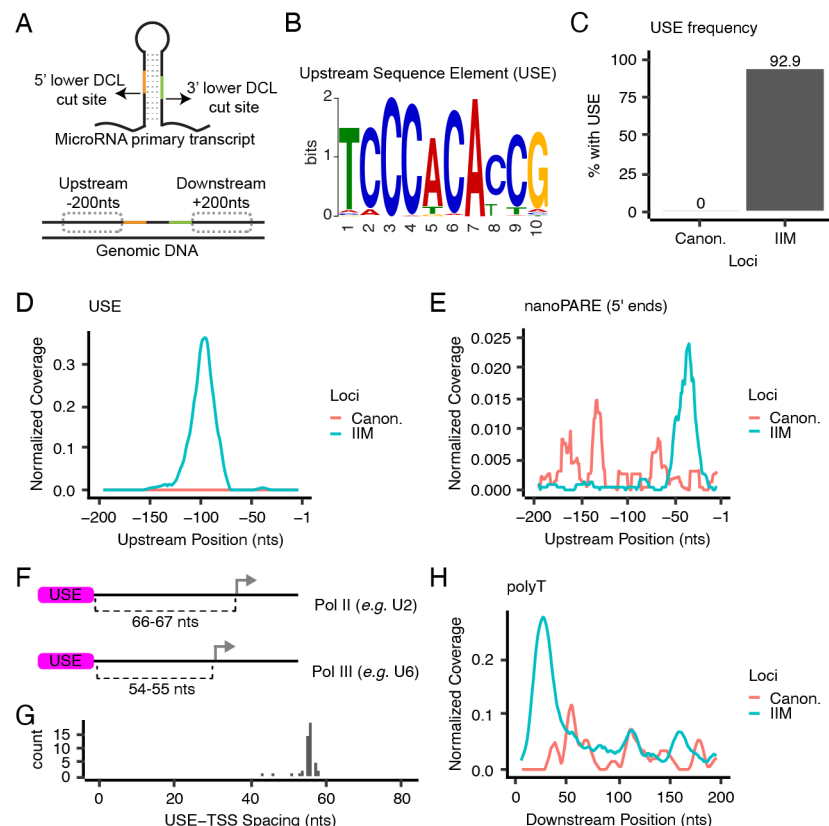 A
5' lower DCL
cut site
3' lower DCL
cut site
MicroRNA primary transcript
Upstream
-200nts
Downstream
+200nts
Genomic DNA
B
Upstream Sequence Element (USE)
bits
2
1
0
TCCCACACCG
1 2 3 4 5 6 7 8 9 10
C
USE frequency
% with USE
100
75
50
25
0
0
92.9
Canon.
IIM
Loci
D
USE
Normalized Coverage
0.3
0.2
0.1
0.0
−200
−150
−100
−50
−1
Upstream Position (nts)
Loci
Canon.
IIM
E
nanoPARE (5' ends)
Normalized Coverage
0.025
0.020
0.015
0.010
0.005
0.000
−200
−150
−100
−50
−1
Upstream Position (nts)
Loci
Canon.
IIM
F
USE
66-67 nts
Pol II (e.g. U2)
USE
54-55 nts
Pol III (e.g. U6)
G
count
15
10
5
0
0
20
40
60
80
USE−TSS Spacing (nts)
H
polyT
Normalized Coverage
0.2
0.1
0.0
0
50
100
150
200
Downstream Position (nts)
Loci
Canon.
IIM